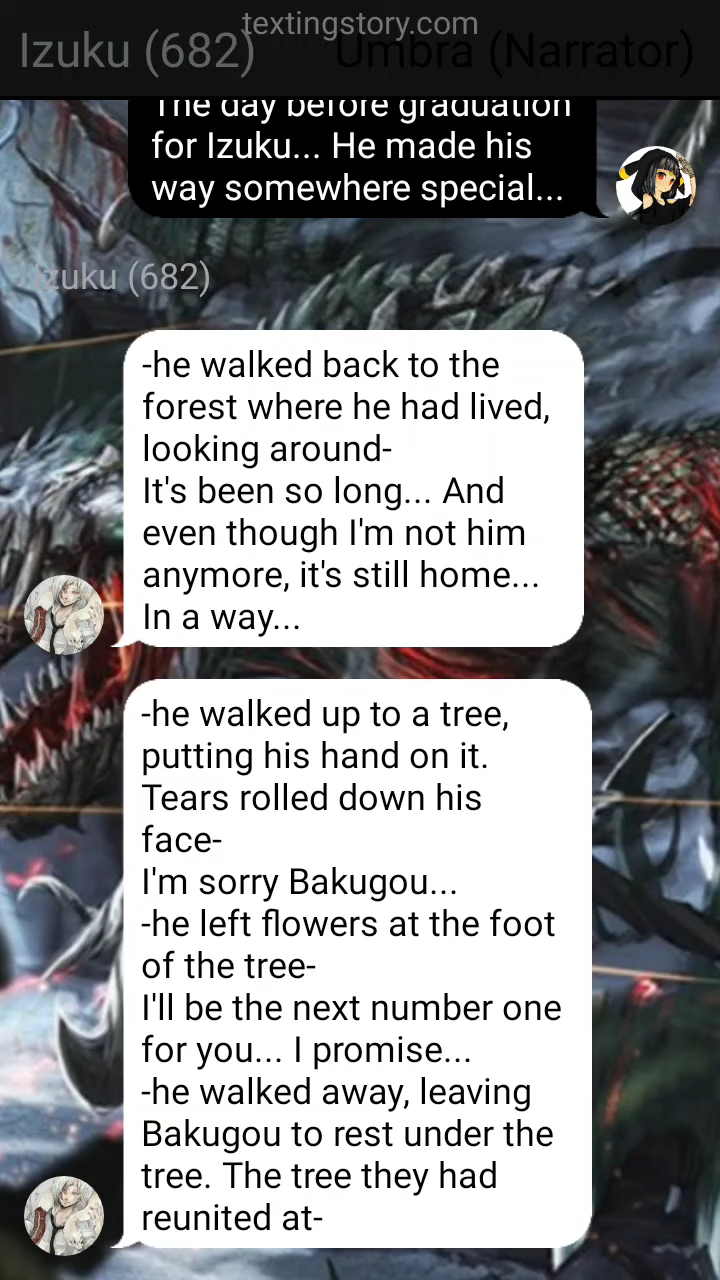 textingstory.com
Izuku (682)
Umbra (Narrator)
The day before graduation
for Izuku... He made his
way somewhere special...
Izuku (682)
-he walked back to the
forest where he had lived,
looking around-
It's been so long... And
even though I'm not him
anymore, it's still home...
In a way...
-he walked up to a tree,
putting his hand on it.
Tears rolled down his
face-
I'm sorry Bakugou...
-he left flowers at the foot
of the tree-
I'll be the next number one
for you... I promise...
-he walked away, leaving
Bakugou to rest under the
tree. The tree they had
reunited at-